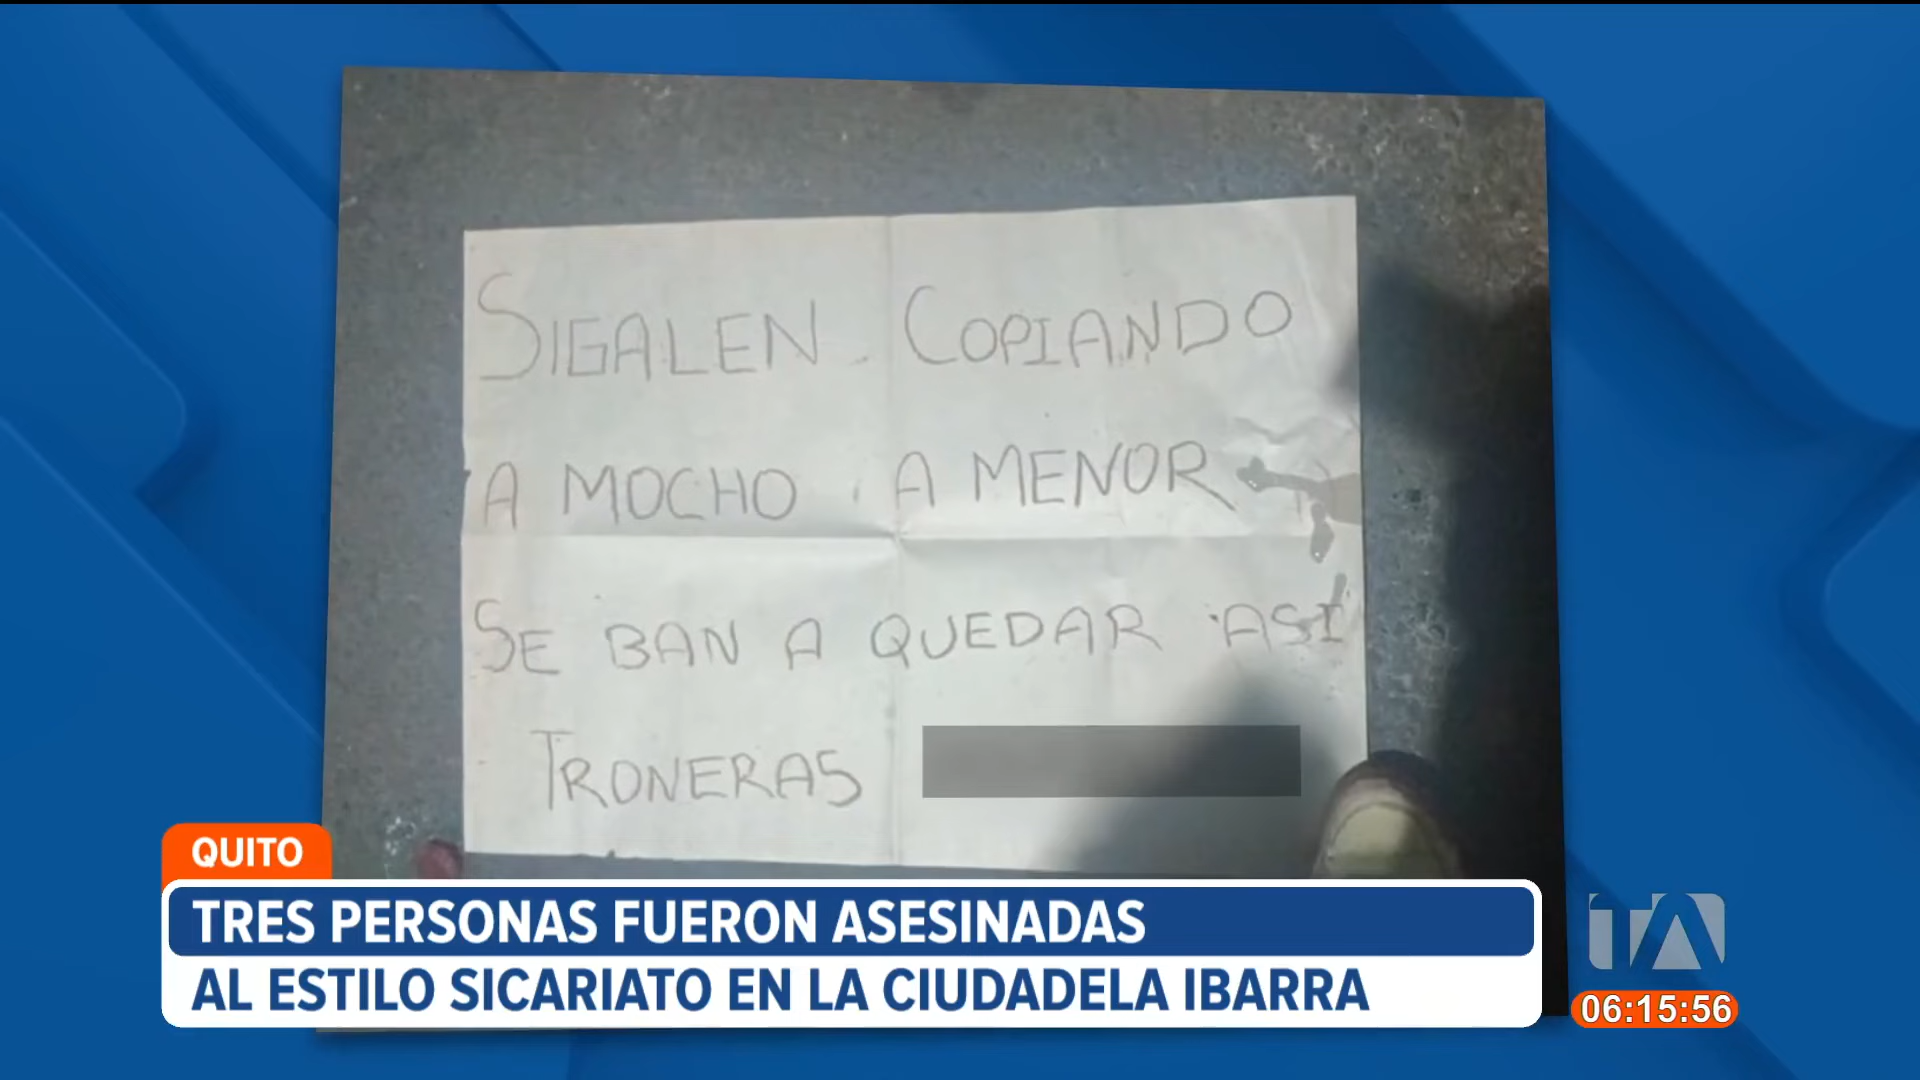 SIGALEN COPIANDO
A MOCHO A MENOR
SE BAN A QUEDAR ASI
TRONERAS
QUITO
TRES PERSONAS FUERON ASESINADAS
AL ESTILO SICARIATO EN LA CIUDADELA IBARRA
TA
06:15:56